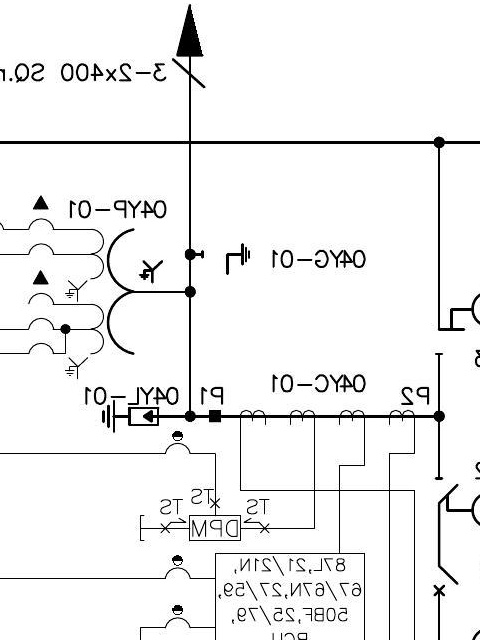 3-2x400 SQ.
04YP-01
04YG-01
04YL-01
P1
04YC-01
P2
TS
TS
TS
DPM
87L,21/21N,
67/67N,27/59,
50BF,25/79,
BCU